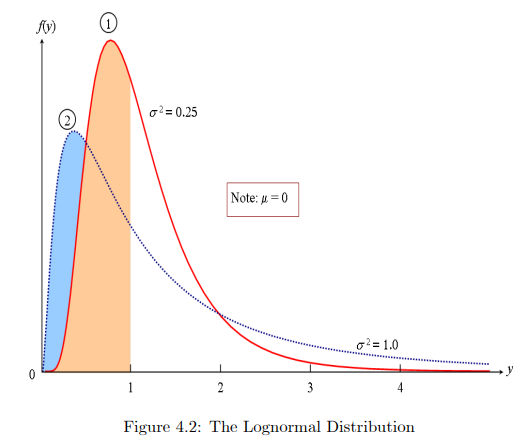 f(y)
1
2
σ² = 0.25
Note: μ = 0
σ² = 1.0
0
y
1 2 3 4
Figure 4.2: The Lognormal Distribution